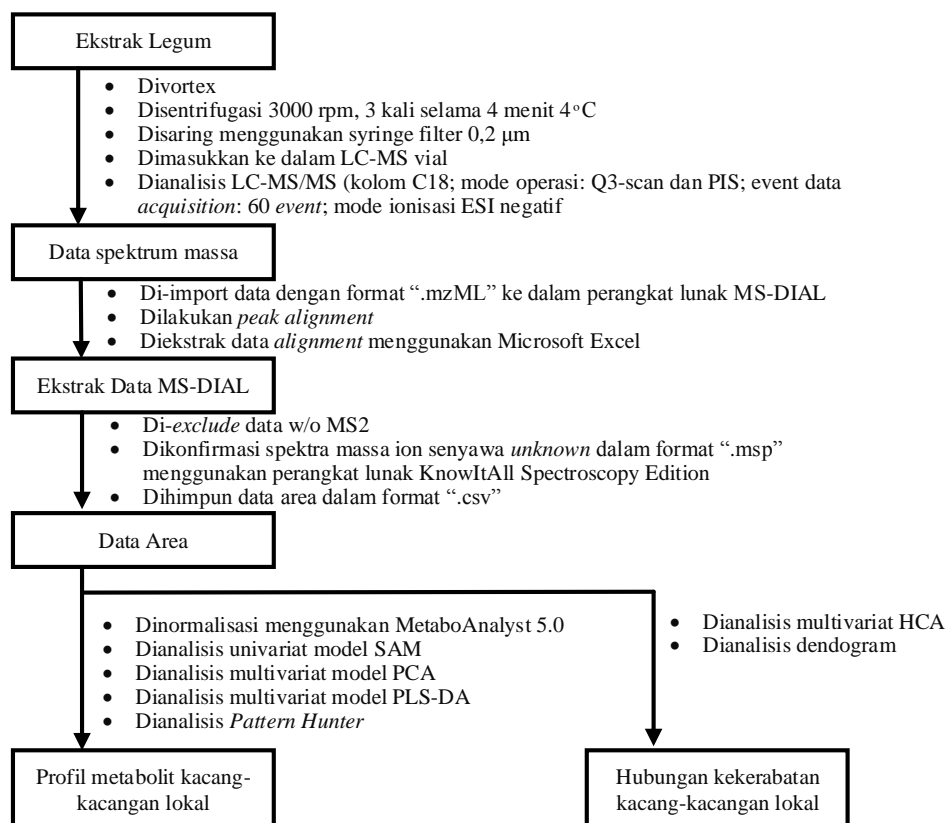 Ekstrak Legum
• Divortex
• Disentrifugasi 3000 rpm, 3 kali selama 4 menit 4°C
• Disaring menggunakan syringe filter 0,2 μm
• Dimasukkan ke dalam LC-MS vial
• Dianalisis LC-MS/MS (kolom C18; mode operasi: Q3-scan dan PIS; event data
acquisition: 60 event; mode ionisasi ESI negatif
Data spektrum massa
• Di-import data dengan format “.mzML” ke dalam perangkat lunak MS-DIAL
• Dilakukan peak alignment
• Diekstrak data alignment menggunakan Microsoft Excel
Ekstrak Data MS-DIAL
• Di-exclude data w/o MS2
• Dikonfirmasi spektra massa ion senyawa unknown dalam format “.msp”
menggunakan perangkat lunak KnowItAll Spectroscopy Edition
• Dihimpun data area dalam format “.csv”
Data Area
• Dinormalisasi menggunakan MetaboAnalyst 5.0
• Dianalisis univariat model SAM
• Dianalisis multivariat model PCA
• Dianalisis multivariat model PLS-DA
• Dianalisis Pattern Hunter
• Dianalisis multivariat HCA
• Dianalisis dendogram
Profil metabolit kacang-
kacangan lokal
Hubungan kekerabatan
kacang-kacangan lokal